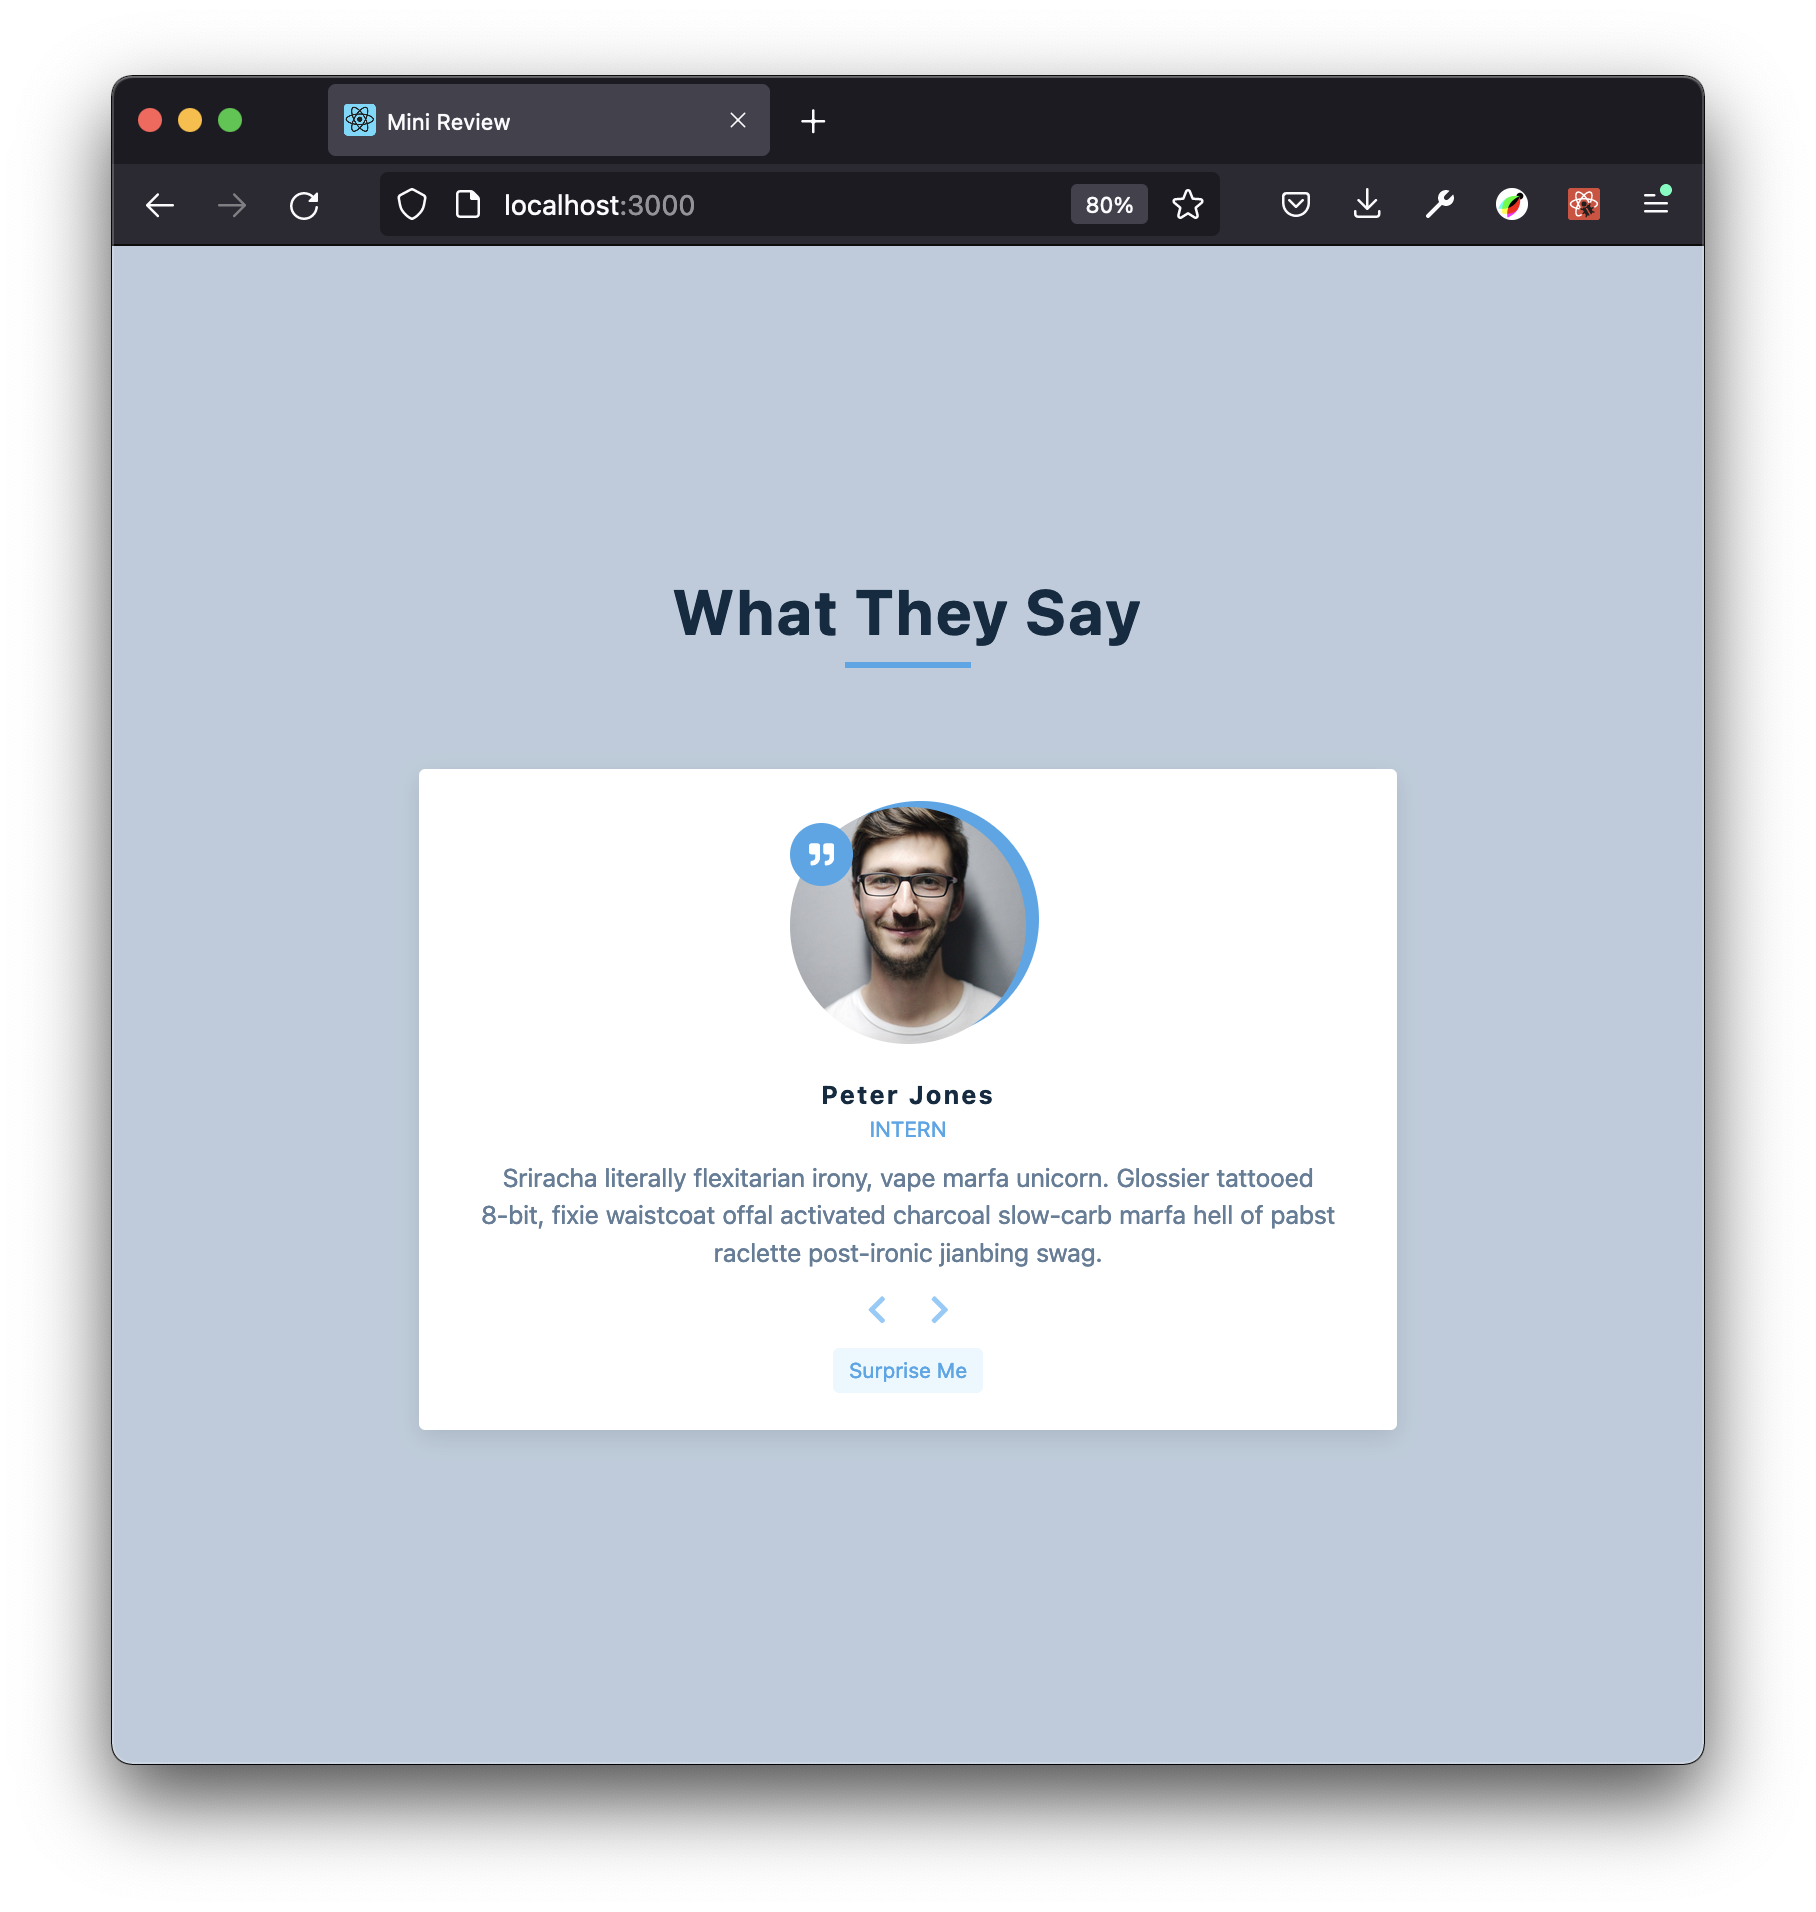 Mini Review
localhost:3000
80%
What They Say
Peter Jones
INTERN
Sriracha literally flexitarian irony, vape marfa unicorn. Glossier tattooed
8-bit, fixie waistcoat offal activated charcoal slow-carb marfa hell of pabst
raclette post-ironic jianbing swag.
Surprise Me